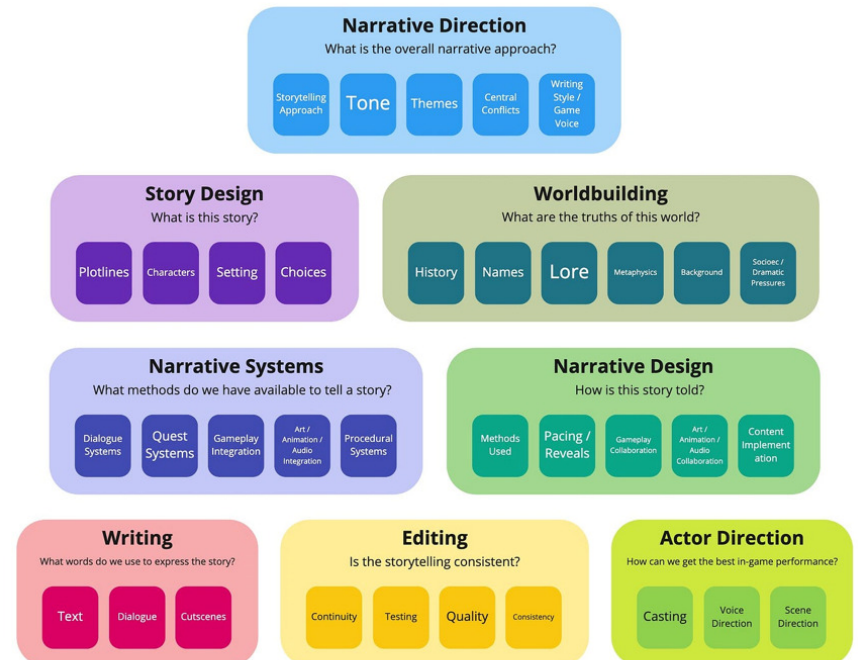 Narrative Direction
What is the overall narrative approach?
Storytelling
Approach
Tone
Themes
Central
Conflicts
Writing
Style /
Game
Voice
Story Design
What is this story?
Plotlines
Characters
Setting
Choices
Worldbuilding
What are the truths of this world?
History
Names
Lore
Metaphysics
Background
Socioec /
Dramatic
Pressures
Narrative Systems
What methods do we have available to tell a story?
Dialogue
Systems
Quest
Systems
Gameplay
Integration
Art /
Animation /
Audio
Integration
Procedural
Systems
Narrative Design
How is this story told?
Methods
Used
Pacing /
Reveals
Gameplay
Collaboration
Art /
Animation /
Audio
Collaboration
Content
Implement
ation
Writing
What words do we use to express the story?
Text
Dialogue
Cutscenes
Editing
Is the storytelling consistent?
Continuity
Testing
Quality
Consistency
Actor Direction
How can we get the best in-game performance?
Casting
Voice
Direction
Scene
Direction